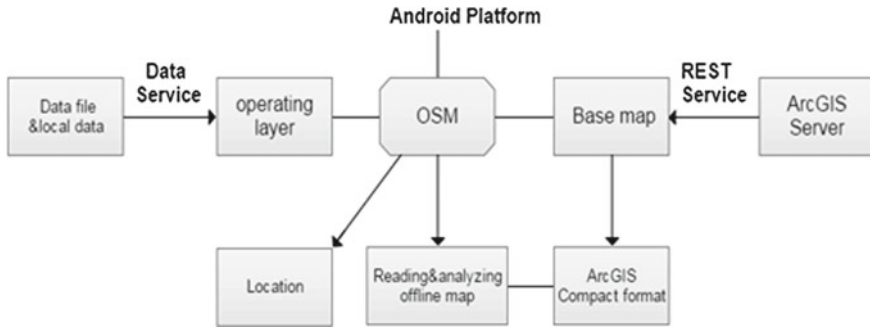 Android Platform
Data
Service
REST
Service
Data file
&local data
operating
layer
OSM
Base map
ArcGIS
Server
Location
Reading&analyzing
offline map
ArcGIS
Compact format